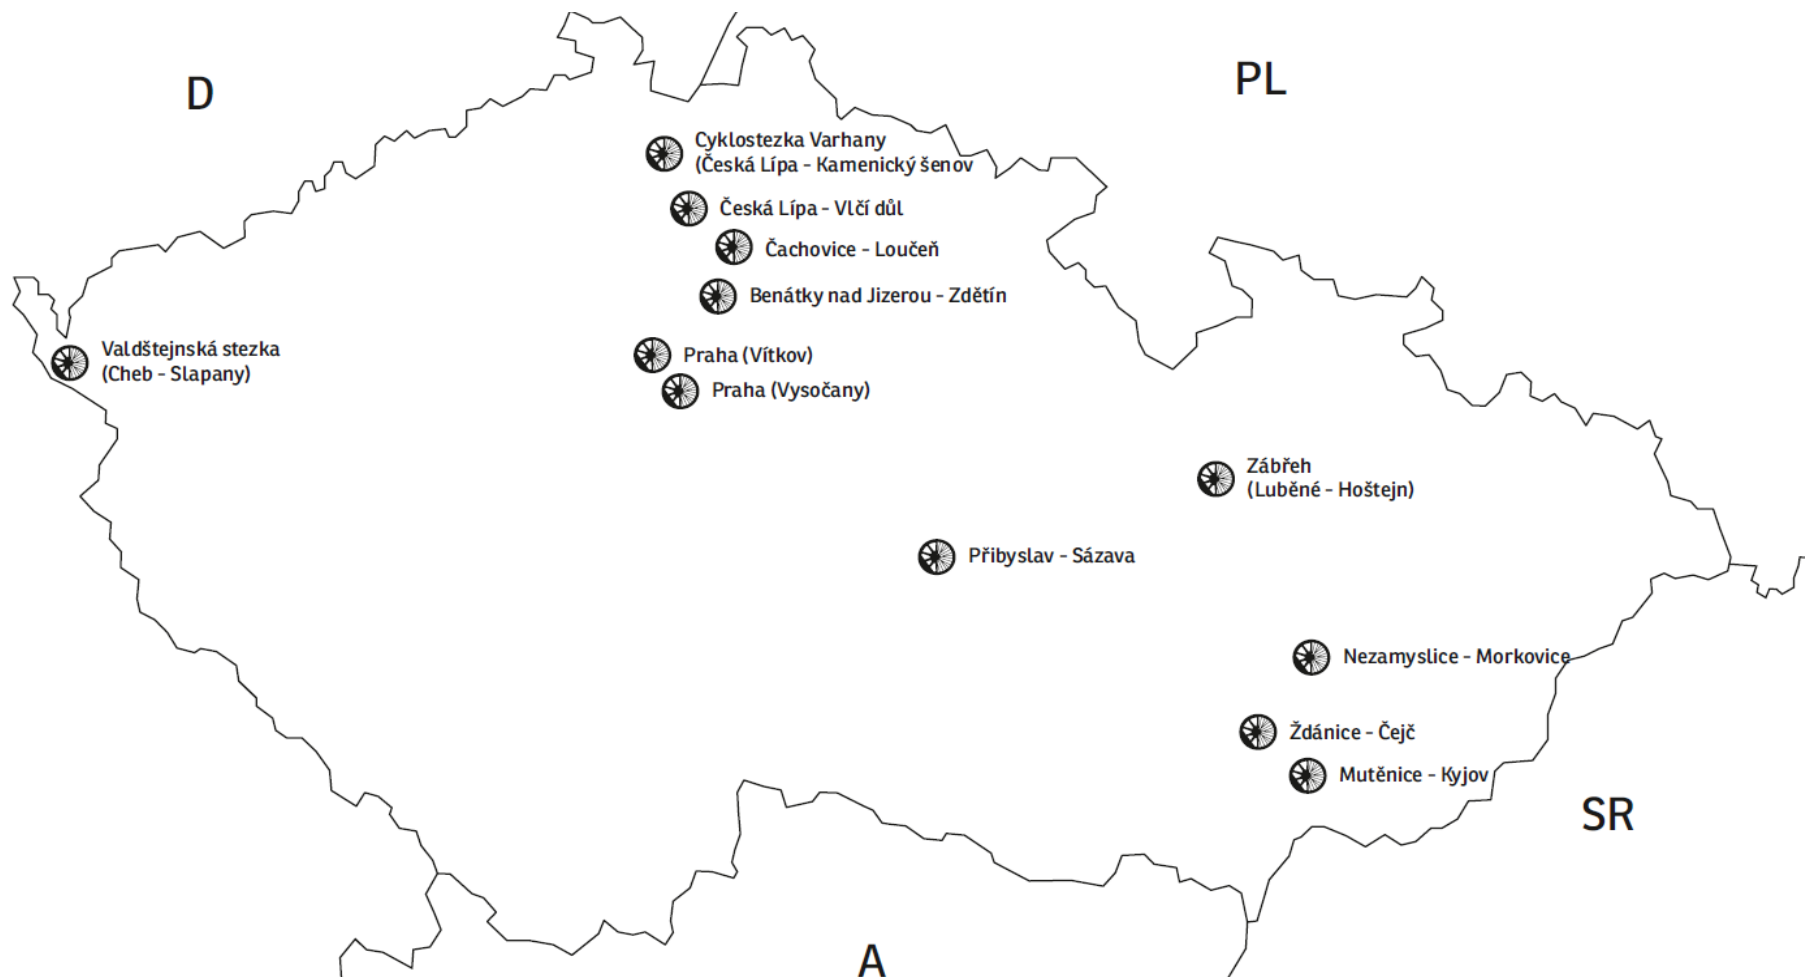 D
PL
Cyklostezka Varhany
(Česká Lípa - Kamenický šenov
Česká Lípa - Vlčí důl
Čachovice - Loučeň
Benátky nad Jizerou - Zdětín
Valdštejnská stezka
(Cheb - Slapany)
Praha (Vítkov)
Praha (Vysočany)
Zábřeh
(Luběné - Hoštejn)
Přibyslav - Sázava
Nezamyslice - Morkovice
Ždánice - Čejč
Mutěnice - Kyjov
SR
A